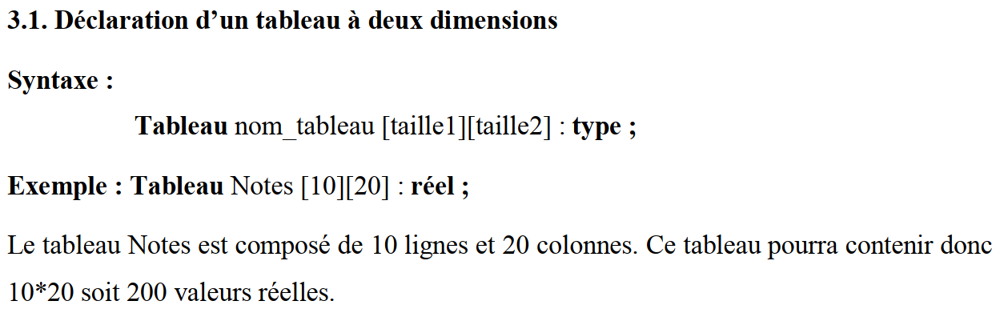 3.1. Déclaration d’un tableau à deux dimensions
Syntaxe :
Tableau nom_tableau [taille1][taille2] : type ;
Exemple : Tableau Notes [10][20] : réel ;
Le tableau Notes est composé de 10 lignes et 20 colonnes. Ce tableau pourra contenir donc
10*20 soit 200 valeurs réelles.